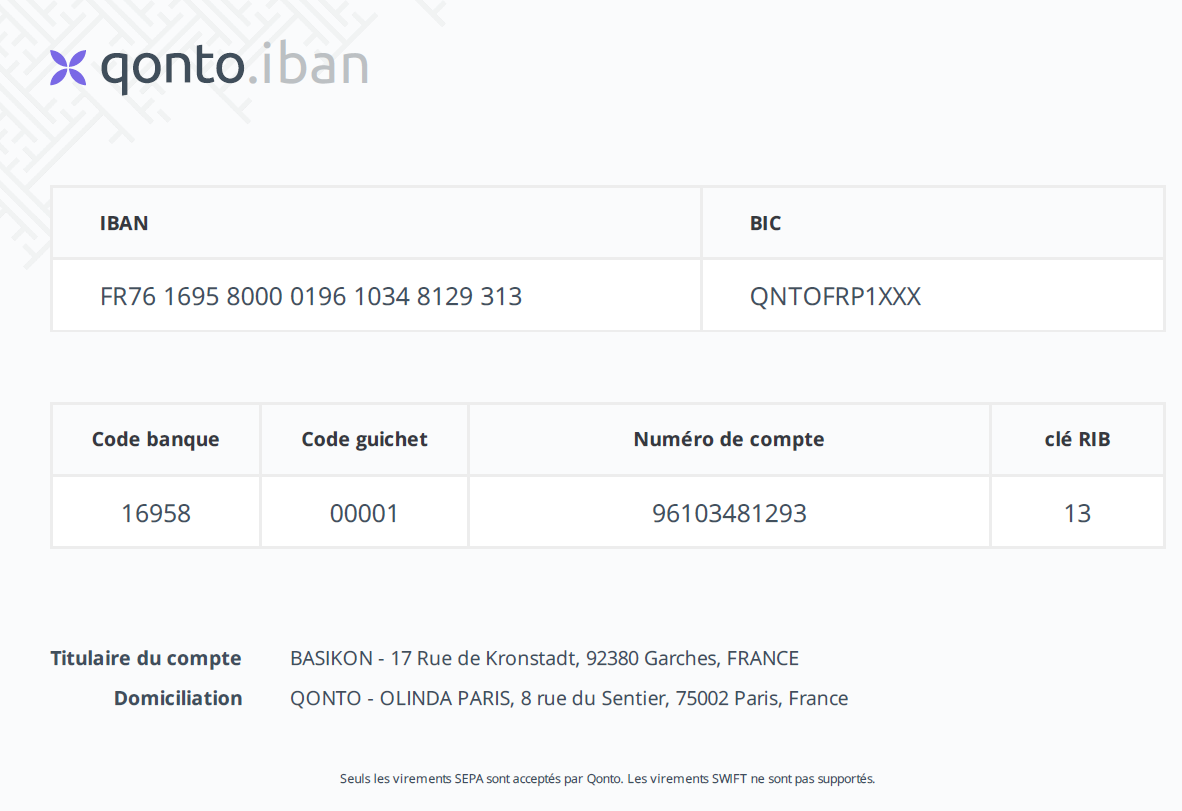 qonto.iban
IBAN BIC
FR76 1695 8000 0196 1034 8129 313 QNTOFRP1XXX
Code banque Code guichet Numéro de compte clé RIB
16958 00001 96103481293 13
Titulaire du compte BASIKON - 17 Rue de Kronstadt, 92380 Garches, FRANCE
Domiciliation QONTO - OLINDA PARIS, 8 rue du Sentier, 75002 Paris, France
Seuls les virements SEPA sont acceptés par Qonto. Les virements SWIFT ne sont pas supportés.